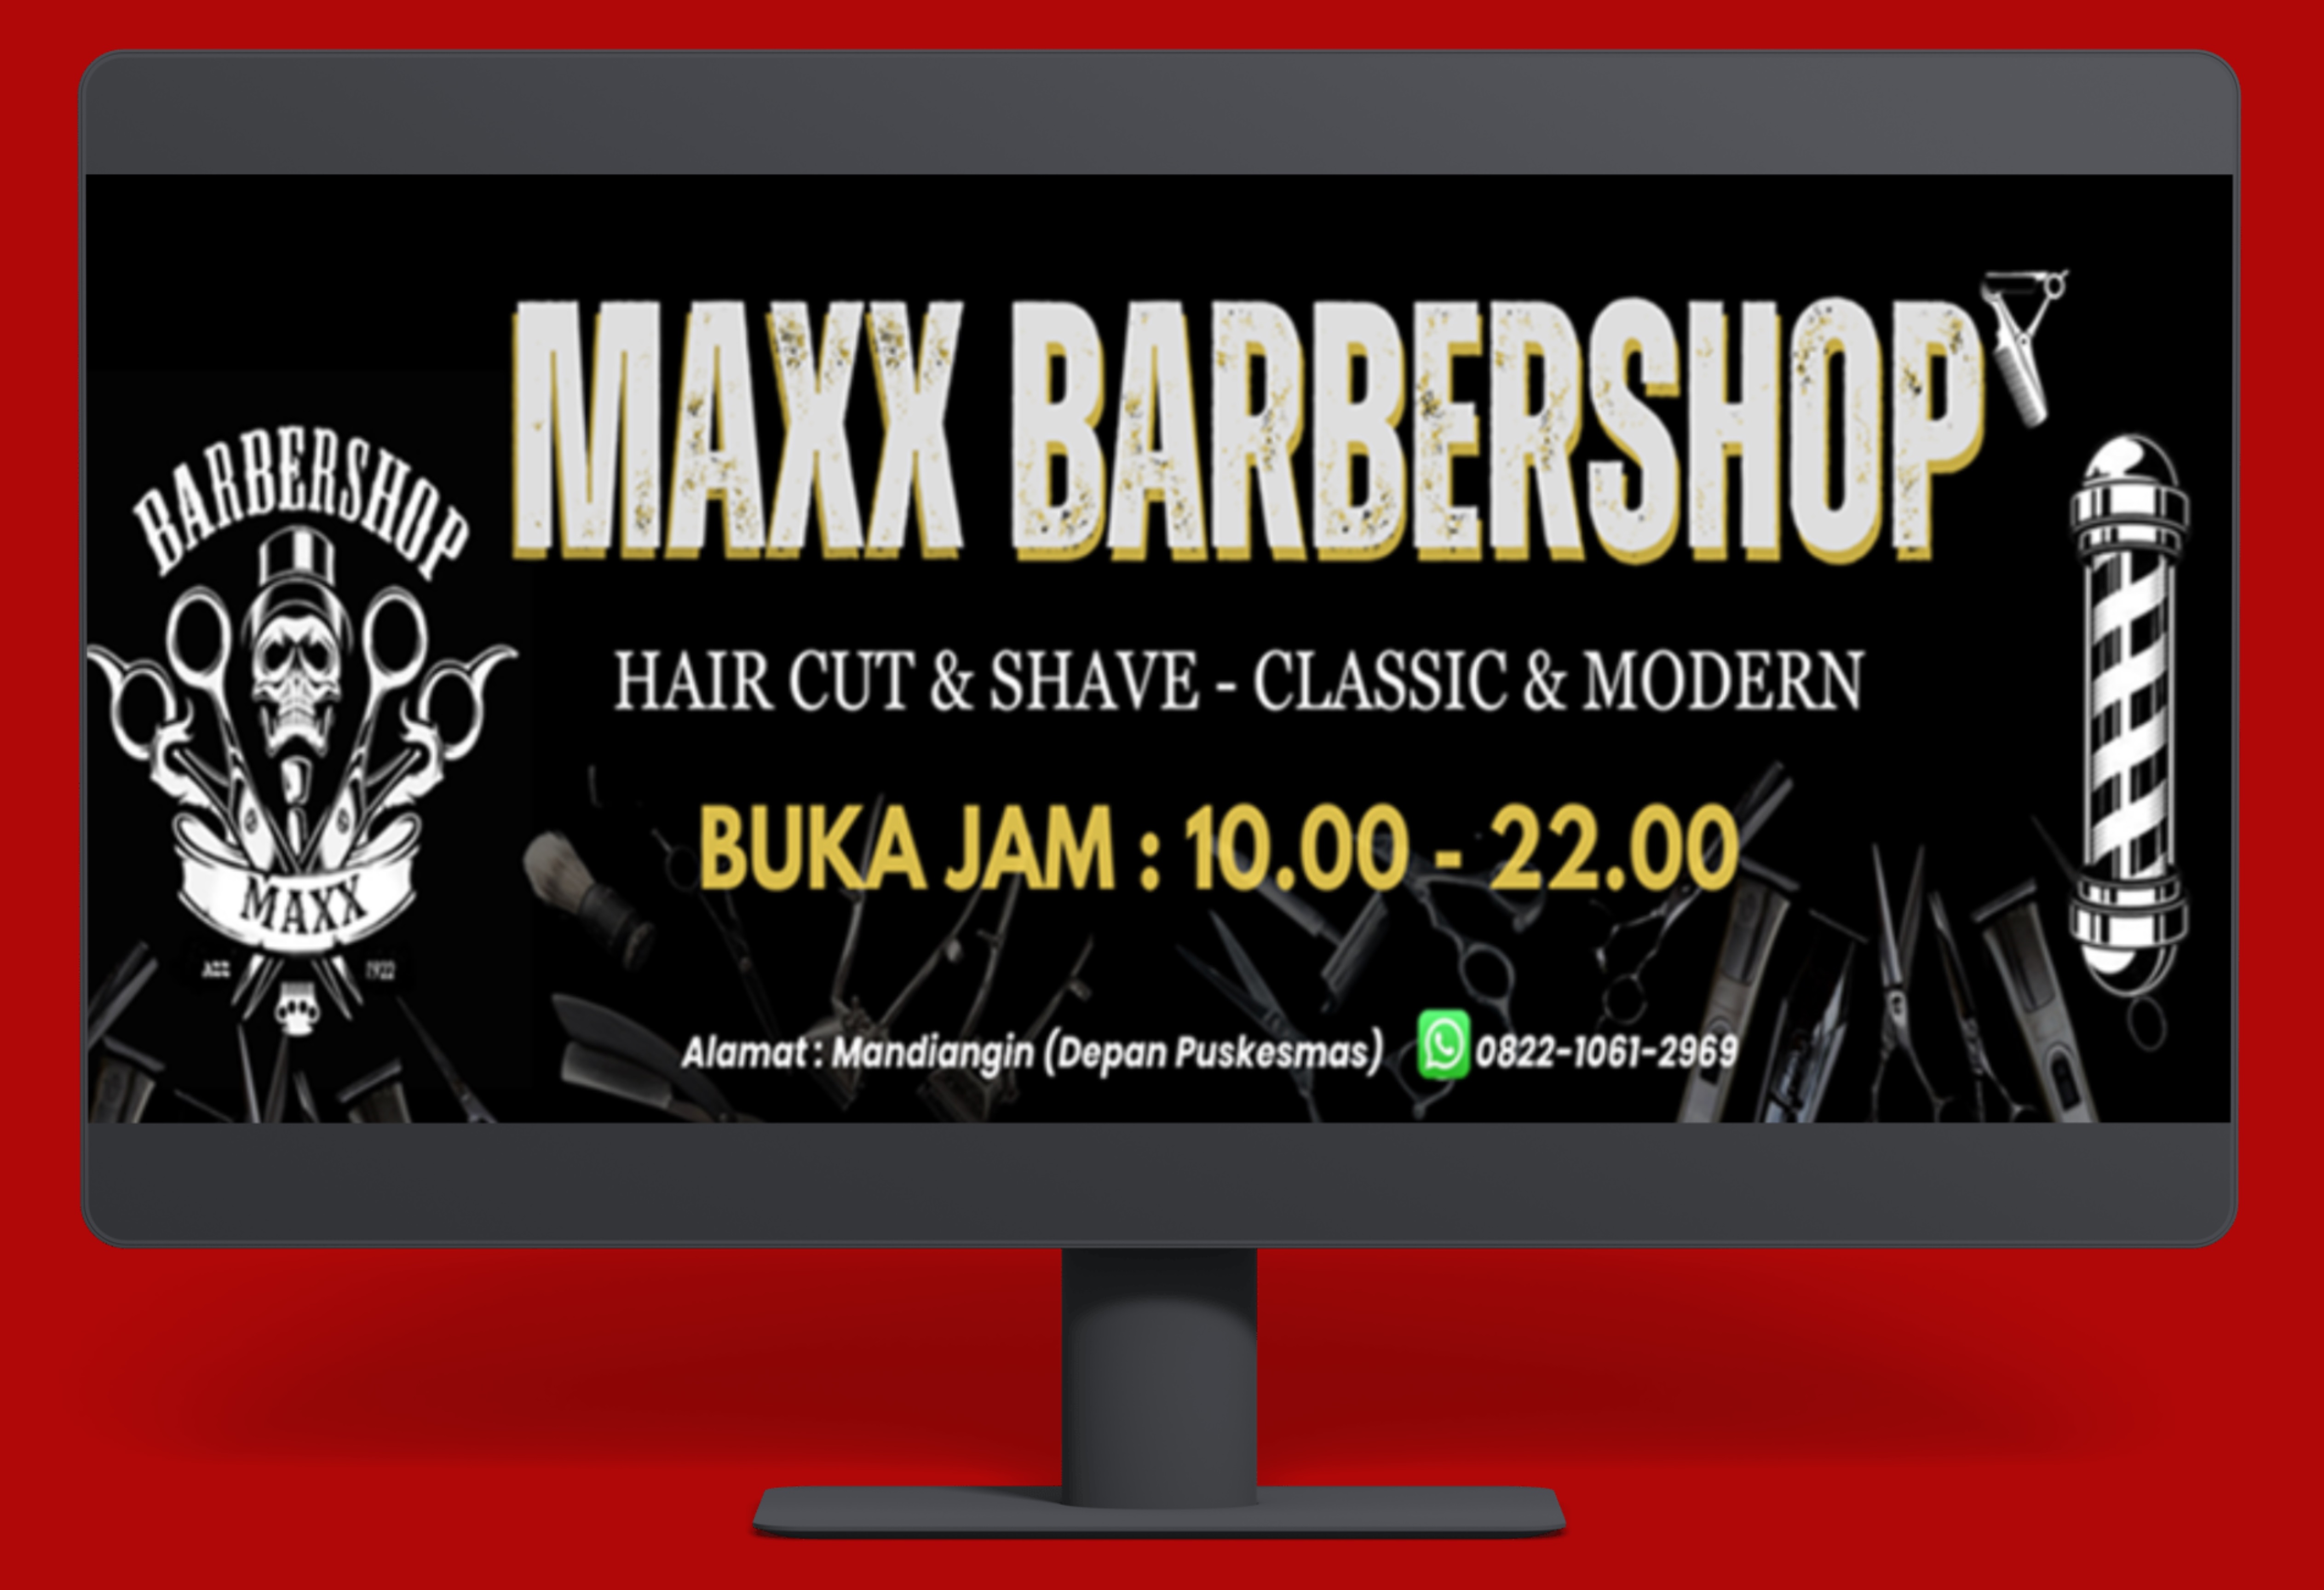 MAXX BARBERSHOP
HAIR CUT & SHAVE - CLASSIC & MODERN
BUKA JAM : 10.00 - 22.00
Alamat : Mandiangin (Depan Puskesmas)
0822-1061-2969
BARBERSHOP
MAXX
1922